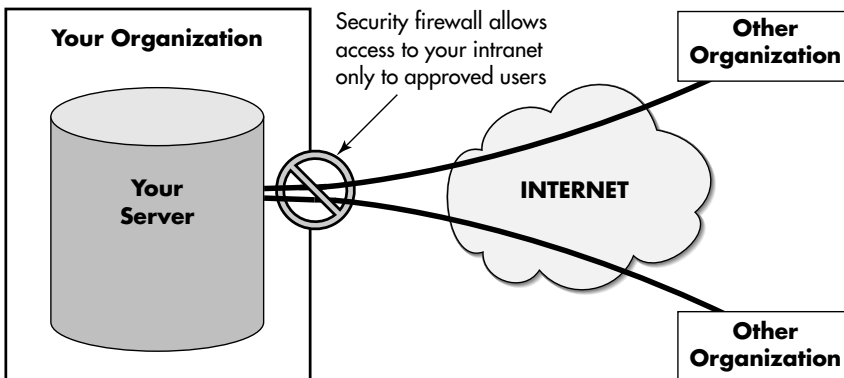 Your Organization
Security firewall allows
access to your intranet
only to approved users
Other
Organization
Your
Server
INTERNET
Other
Organization